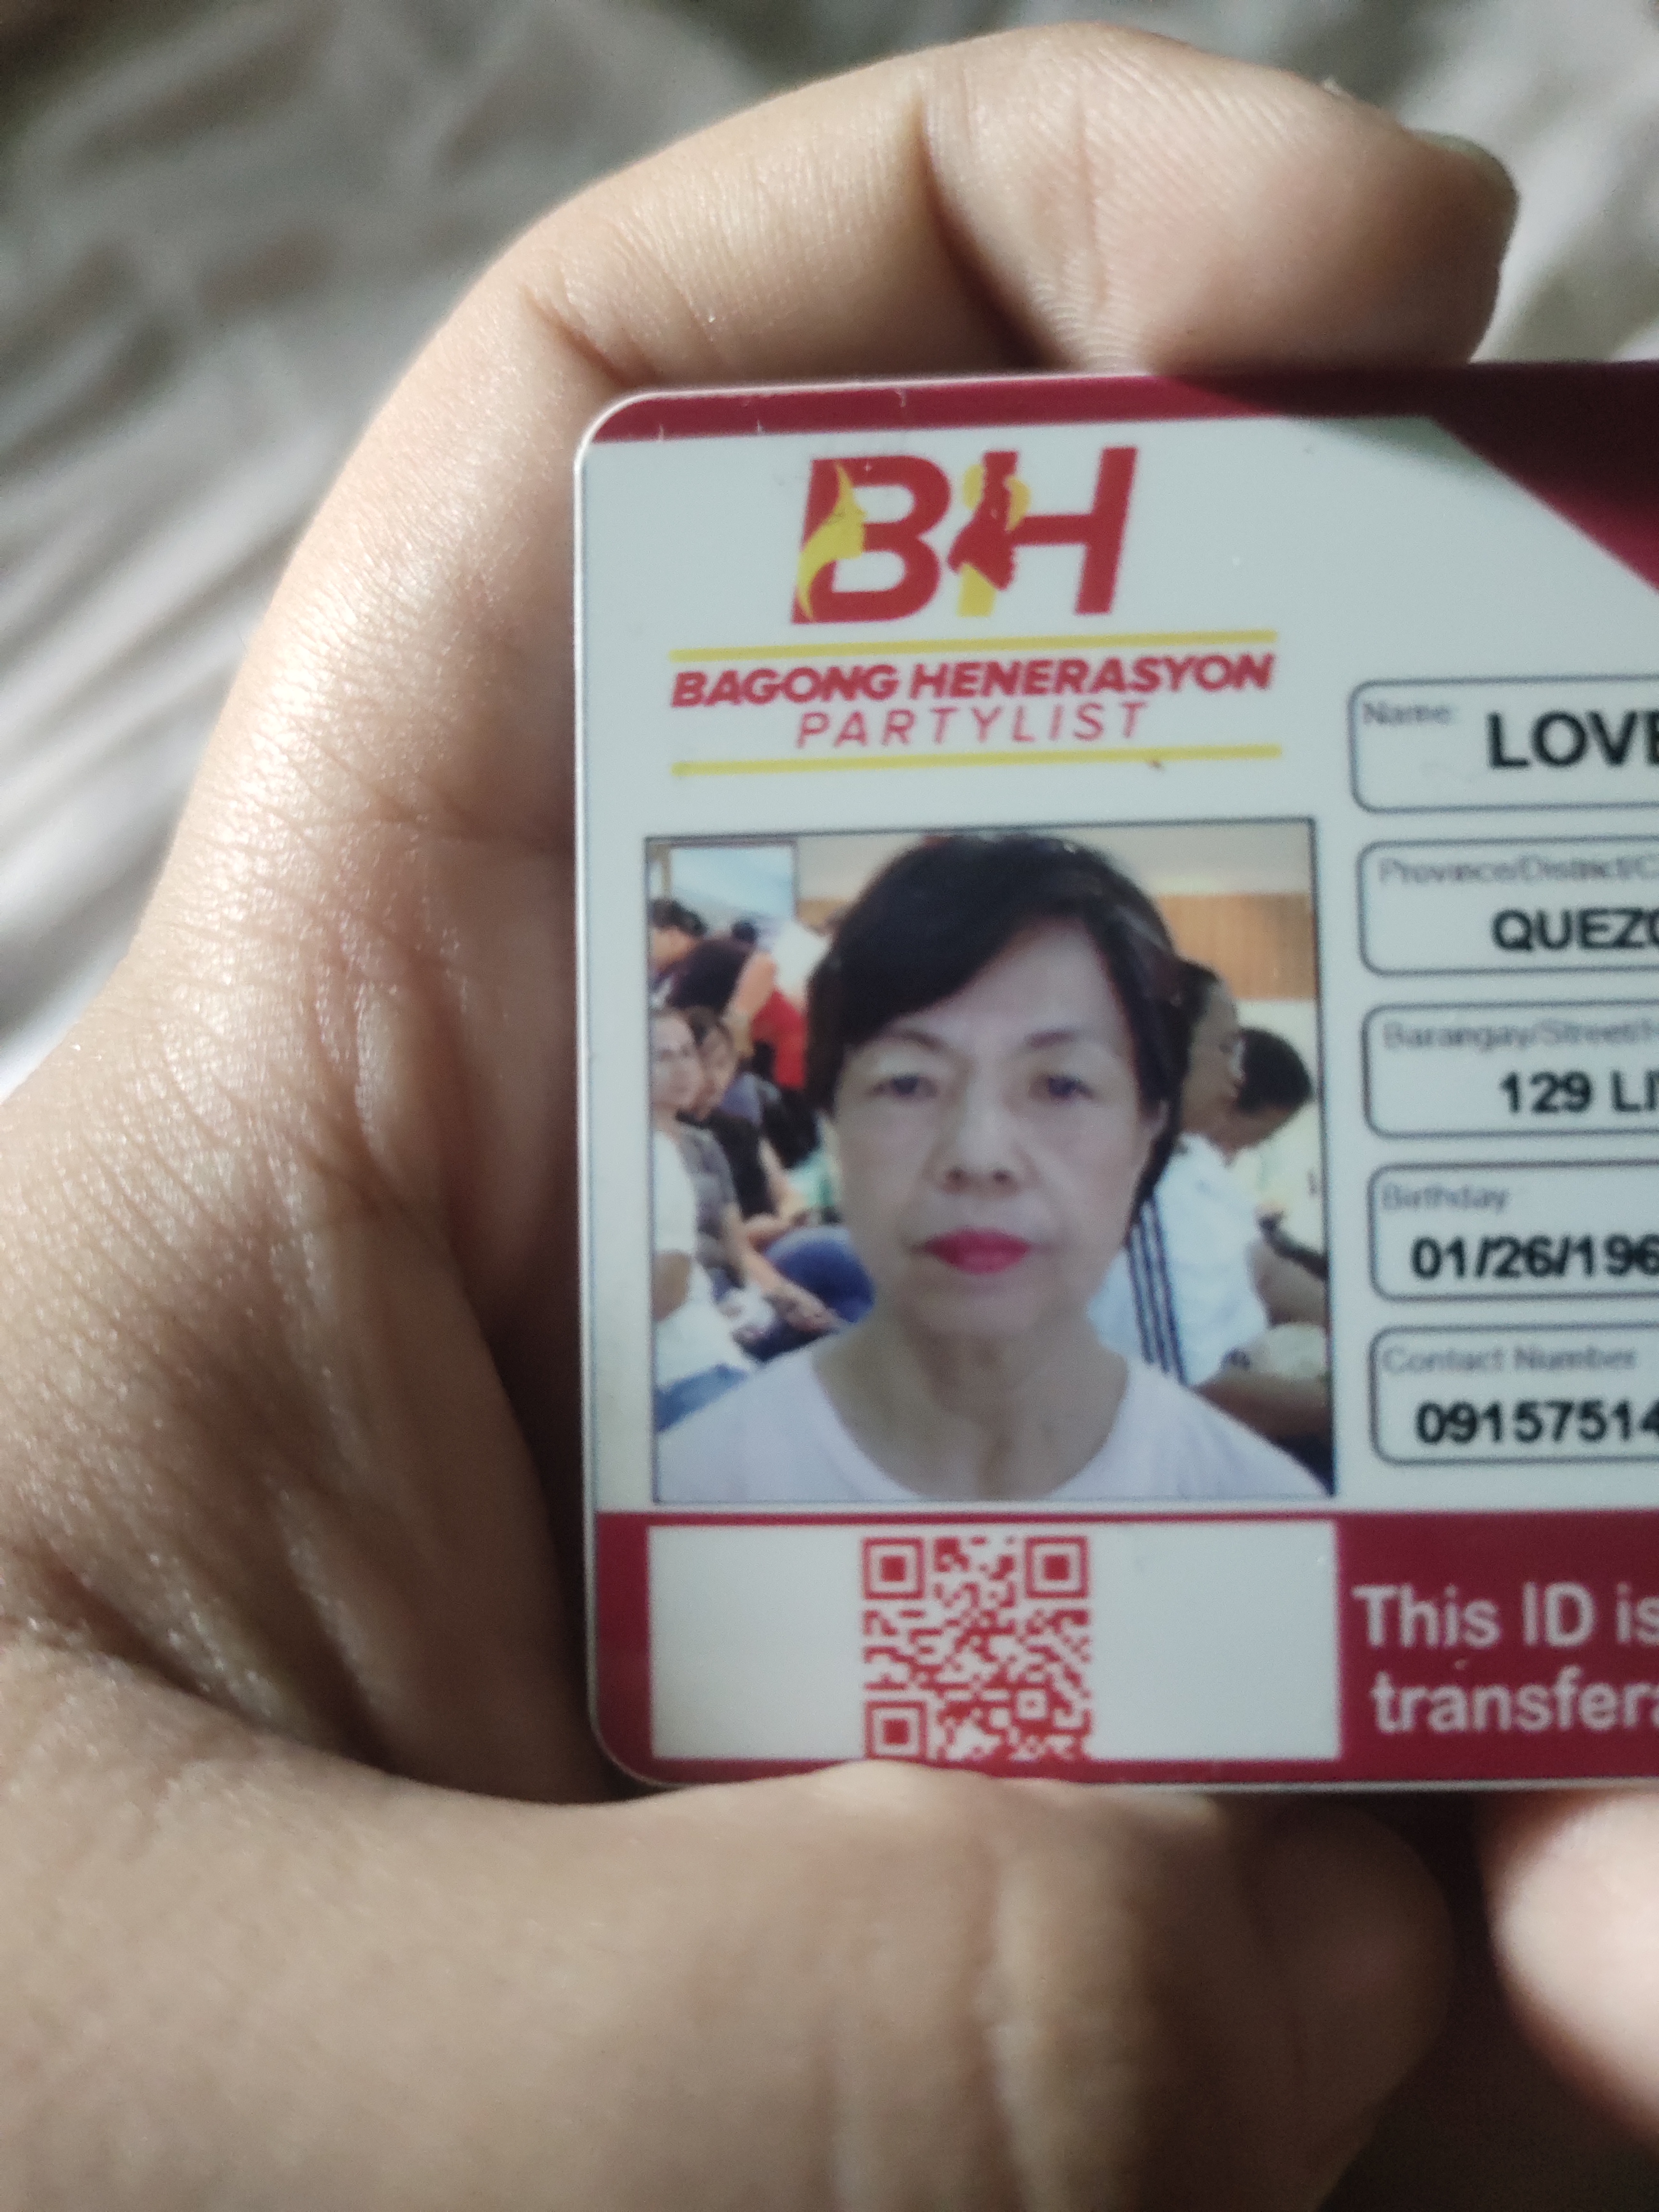 BH
BAGONG HENERASYON
PARTYLIST
Name
LOVE
Province/District/C
QUEZO
Barangay/Street/H
129 LI
Birthday
01/26/196
Contact Number
09157514
This ID is
transfera